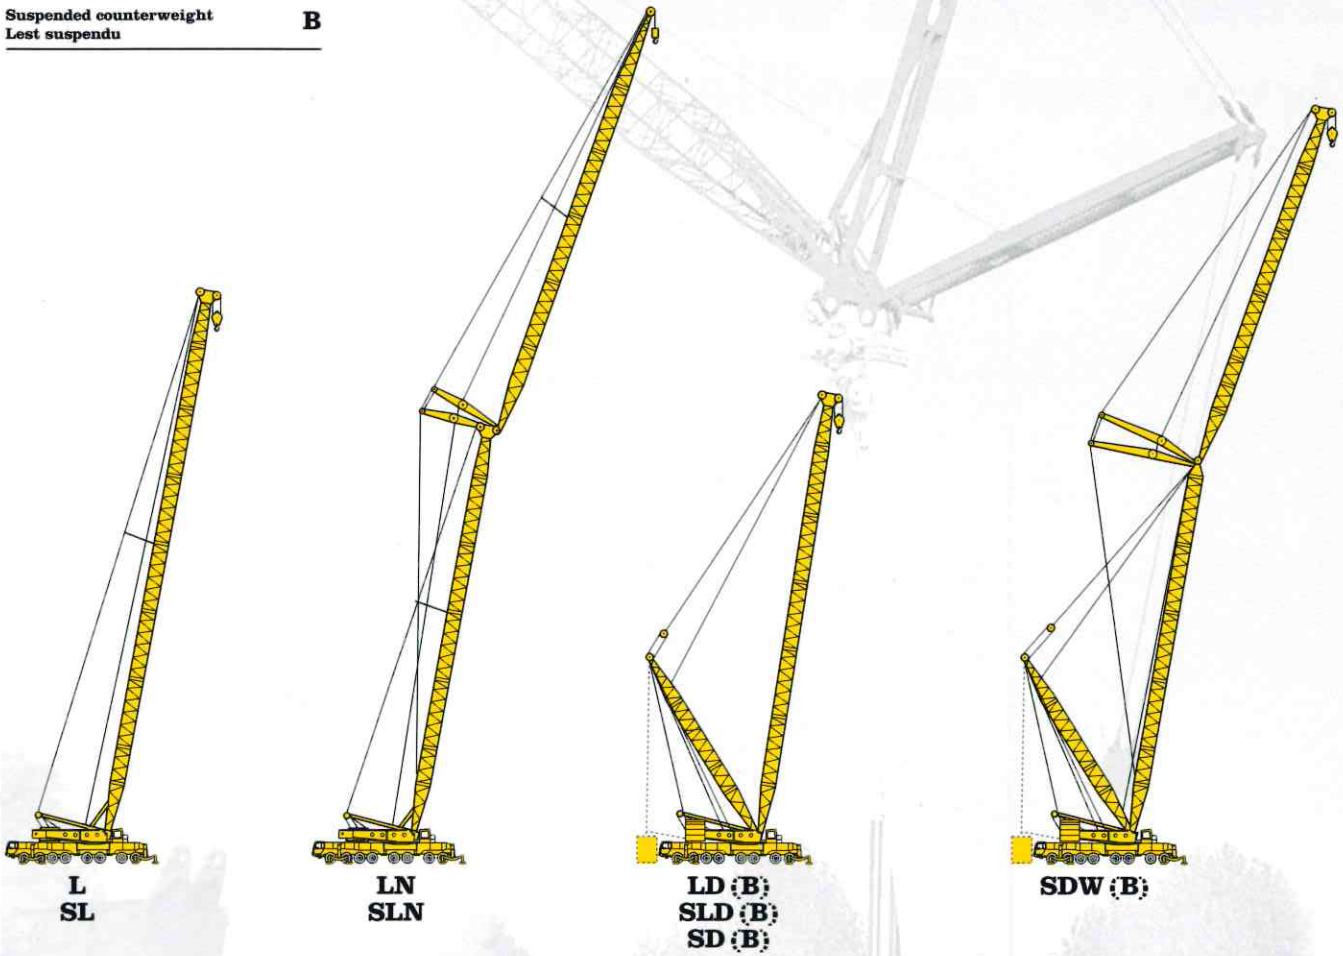 Suspended counterweight B
Lest suspendu
L
SL
LN
SLN
LD (B)
SLD (B)
SD (B)
SDW (B)